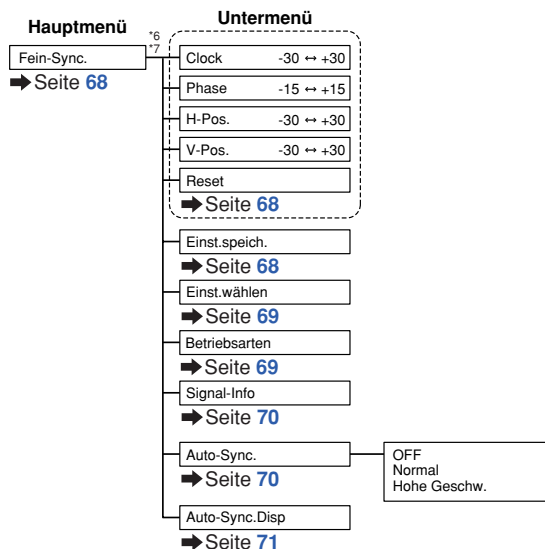 Hauptmenü
Untermenü
*6
*7
Fein-Sync.
➡ Seite 68
Clock -30 ↔ +30
Phase -15 ↔ +15
H-Pos. -30 ↔ +30
V-Pos. -30 ↔ +30
Reset
➡ Seite 68
Einst.speich.
➡ Seite 68
Einst.wählen
➡ Seite 69
Betriebsarten
➡ Seite 69
Signal-Info
➡ Seite 70
Auto-Sync.
➡ Seite 70
OFF
Normal
Hohe Geschw.
Auto-Sync.Disp
➡ Seite 71